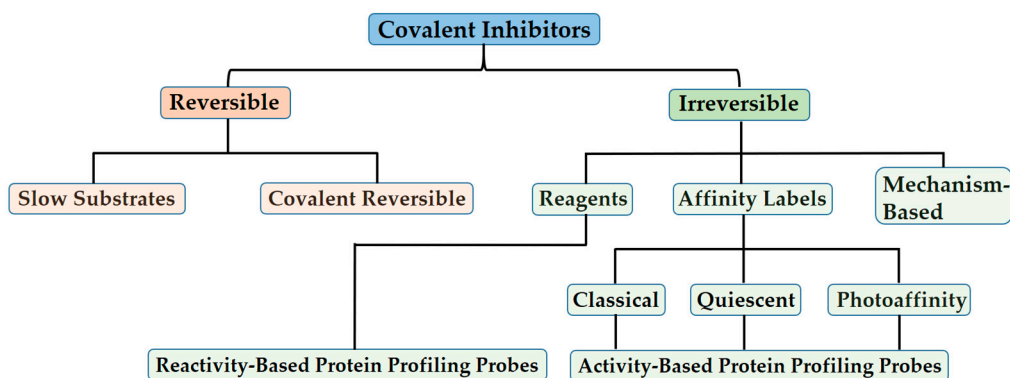 Covalent Inhibitors
Reversible
Irreversible
Slow Substrates
Covalent Reversible
Reagents
Affinity Labels
Mechanism-
Based
Classical
Quiescent
Photoaffinity
Reactivity-Based Protein Profiling Probes
Activity-Based Protein Profiling Probes